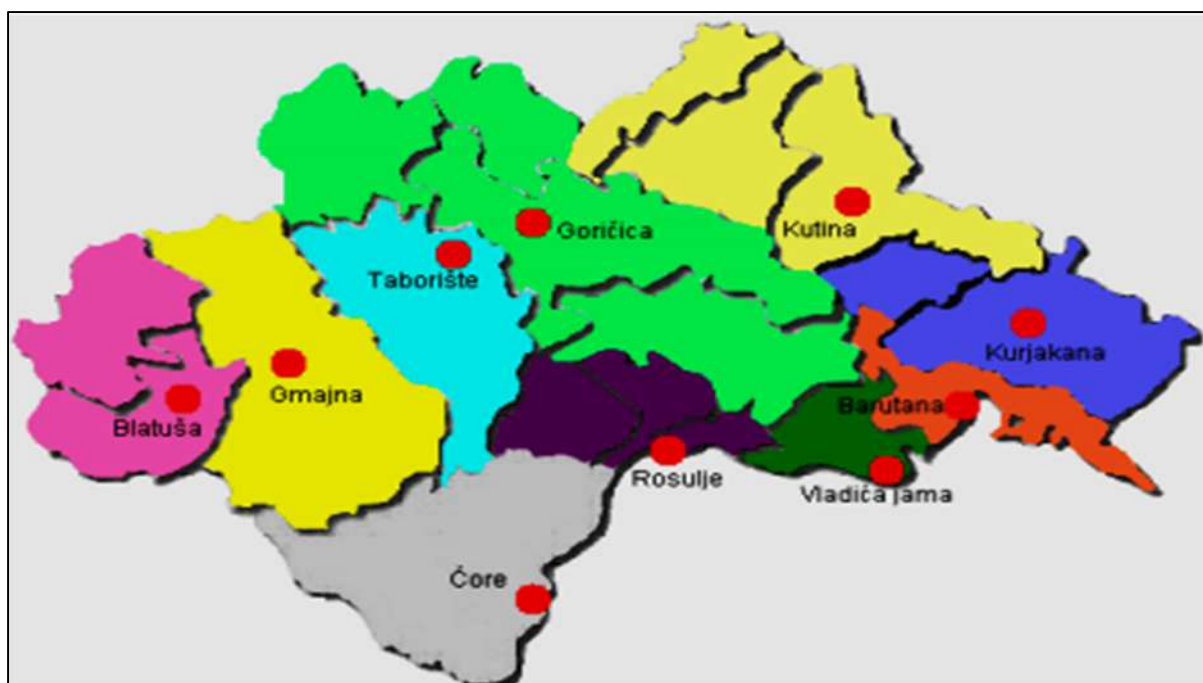 Goričica
Kutina
Taborište
Kurjakana
Gmajna
Barutana
Blatuša
Rosulje
Vladića jama
Ćore